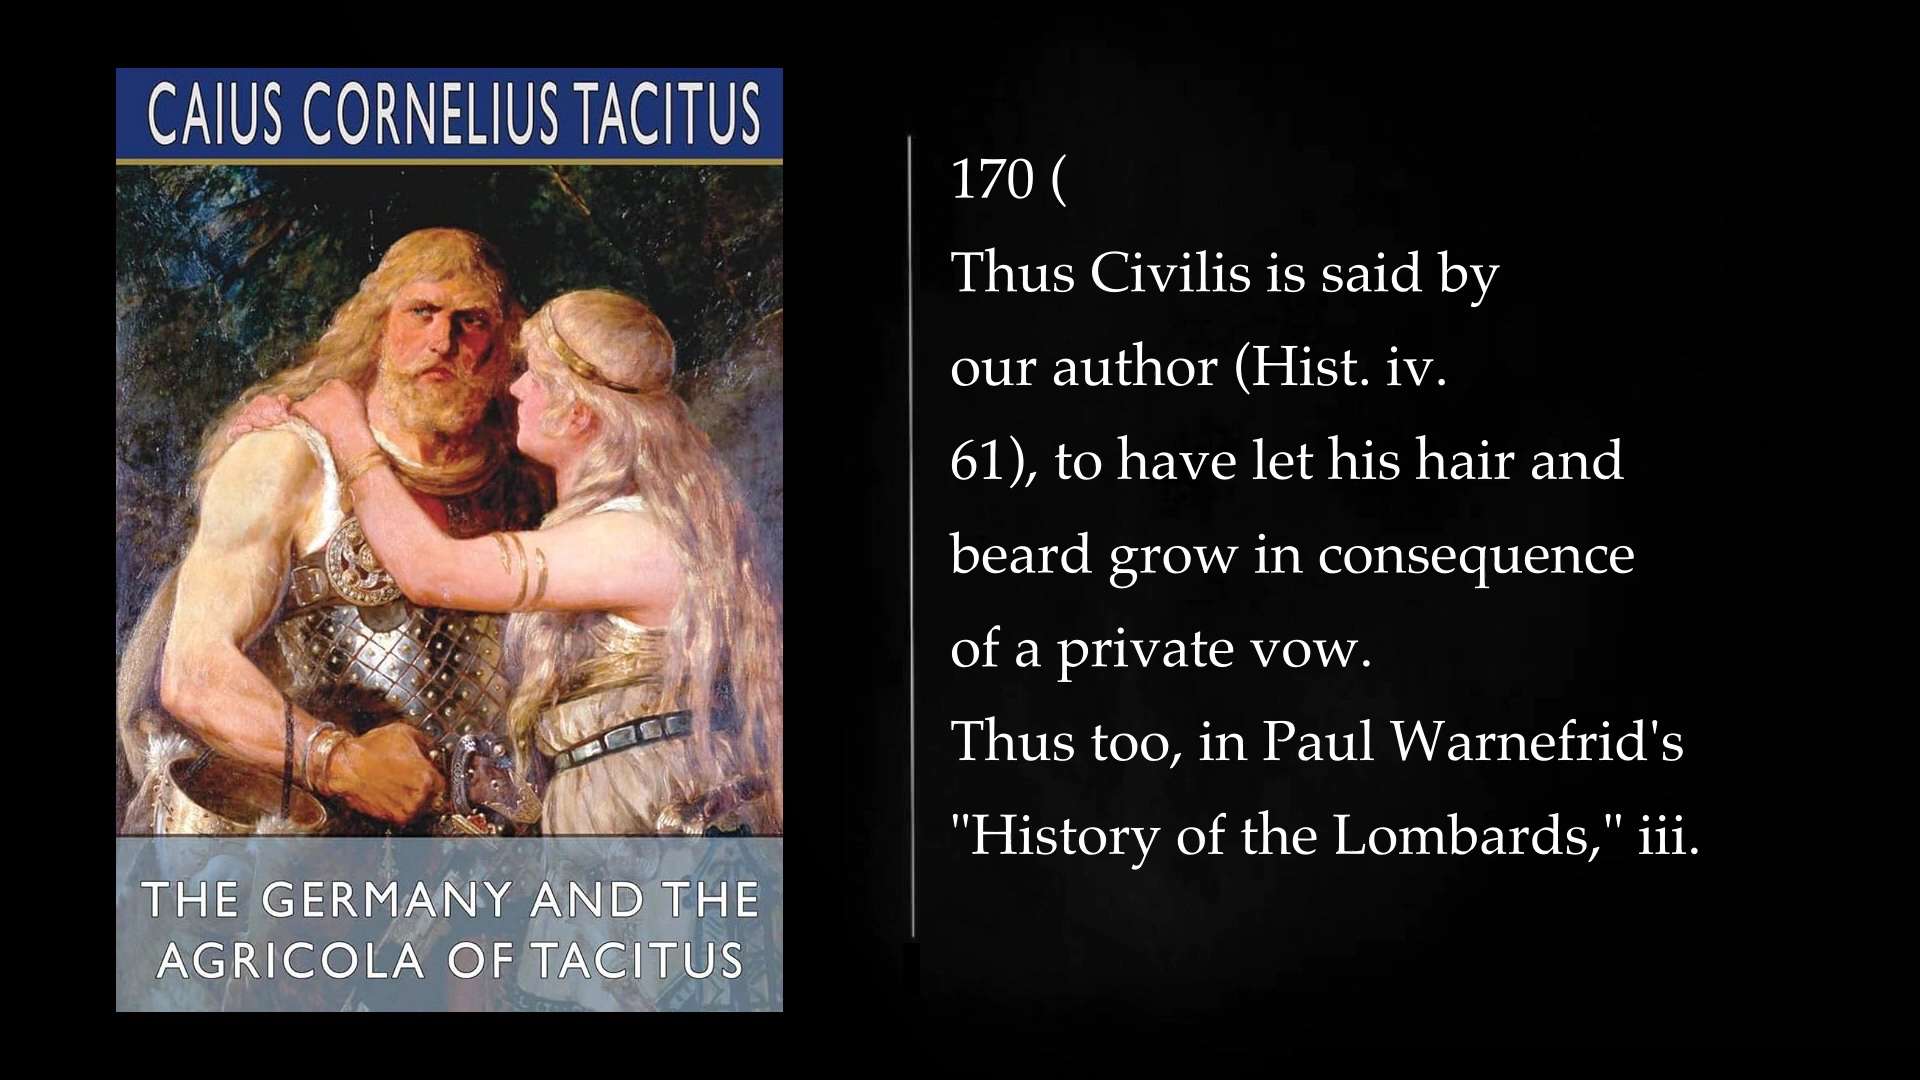 CAIUS CORNELIUS TACITUS
THE GERMANY AND THE
AGRICOLA OF TACITUS
170 (
Thus Civilis is said by
our author (Hist. iv.
61), to have let his hair and
beard grow in consequence
of a private vow.
Thus too, in Paul Warnefrid's
"History of the Lombards," iii.